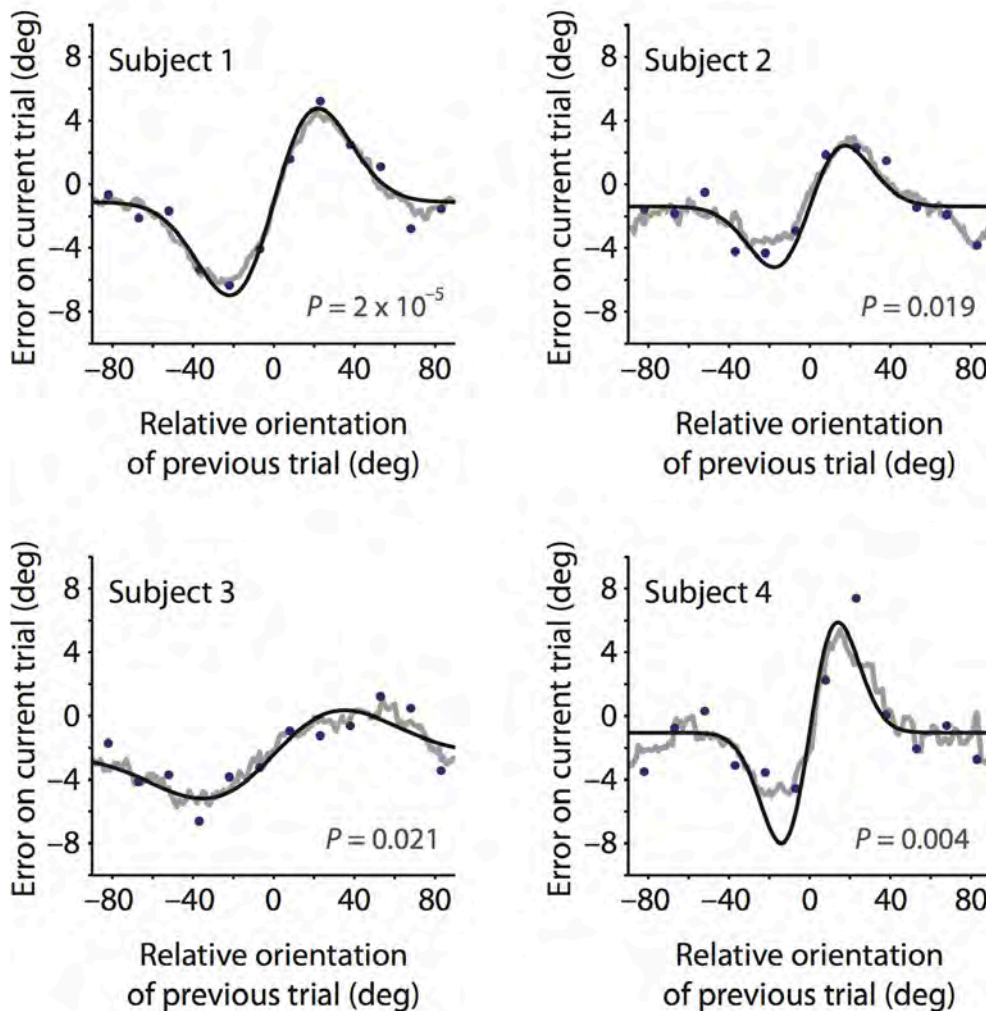 Error on current trial (deg)
Subject 1
8
4
0
−4
−8
P = 2 x 10⁻⁵
−80 −40 0 40 80
Relative orientation
of previous trial (deg)
Error on current trial (deg)
Subject 2
8
4
0
−4
−8
P = 0.019
−80 −40 0 40 80
Relative orientation
of previous trial (deg)
Error on current trial (deg)
Subject 3
8
4
0
−4
−8
P = 0.021
−80 −40 0 40 80
Relative orientation
of previous trial (deg)
Error on current trial (deg)
Subject 4
8
4
0
−4
−8
P = 0.004
−80 −40 0 40 80
Relative orientation
of previous trial (deg)